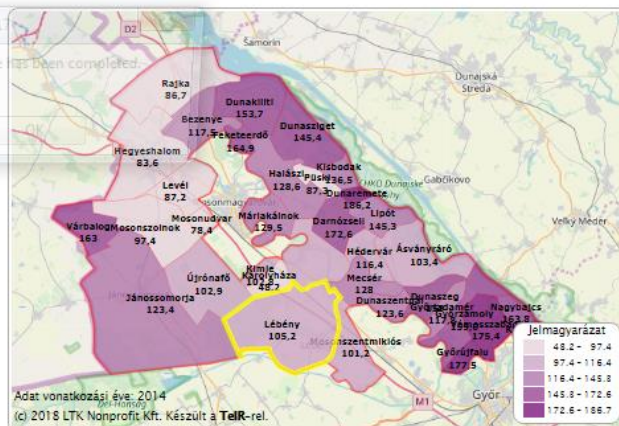 D2
Šamorín
has been completed.
Dunajská
Streda
Rajka
86,7
Dunakiliti
153,7
Bezenye
117,5
Feketeerdő
164,9
Dunasziget
145,4
OK
Hegyeshalom
83,6
Halászi
128,6
Kisbodak
136,5
Püski
87,3
CHKO Dunajské
Gabčíkovo
Levél
87,2
Dunaremete
186,2
Veľký Meder
Várbalog
163
Mosonszolnok
97,4
Mosonudvar
78,4
Máriakálnok
129,5
Darnózseli
172,6
Lipót
145,3
Hédervár
116,4
Ásványráró
103,4
Jánossomorja
123,4
Újrónafő
102,9
Kimle
Károlyháza
48,7
Mecsér
128
Dunaszentpál
123,6
Dunaszeg
Nagybajcs
163,8
175,4
Lébény
105,2
Mosonszentmiklós
101,2
Győrújfalu
177,5
Győr
M1
Jelmagyarázat
48.2 - 97.4
97.4 - 116.4
116.4 - 145.3
145.3 - 172.6
172.6 - 186.7
Adat vonatkozási éve: 2014
(c) 2018 LTK Nonprofit Kft. Készült a TeIR-rel.